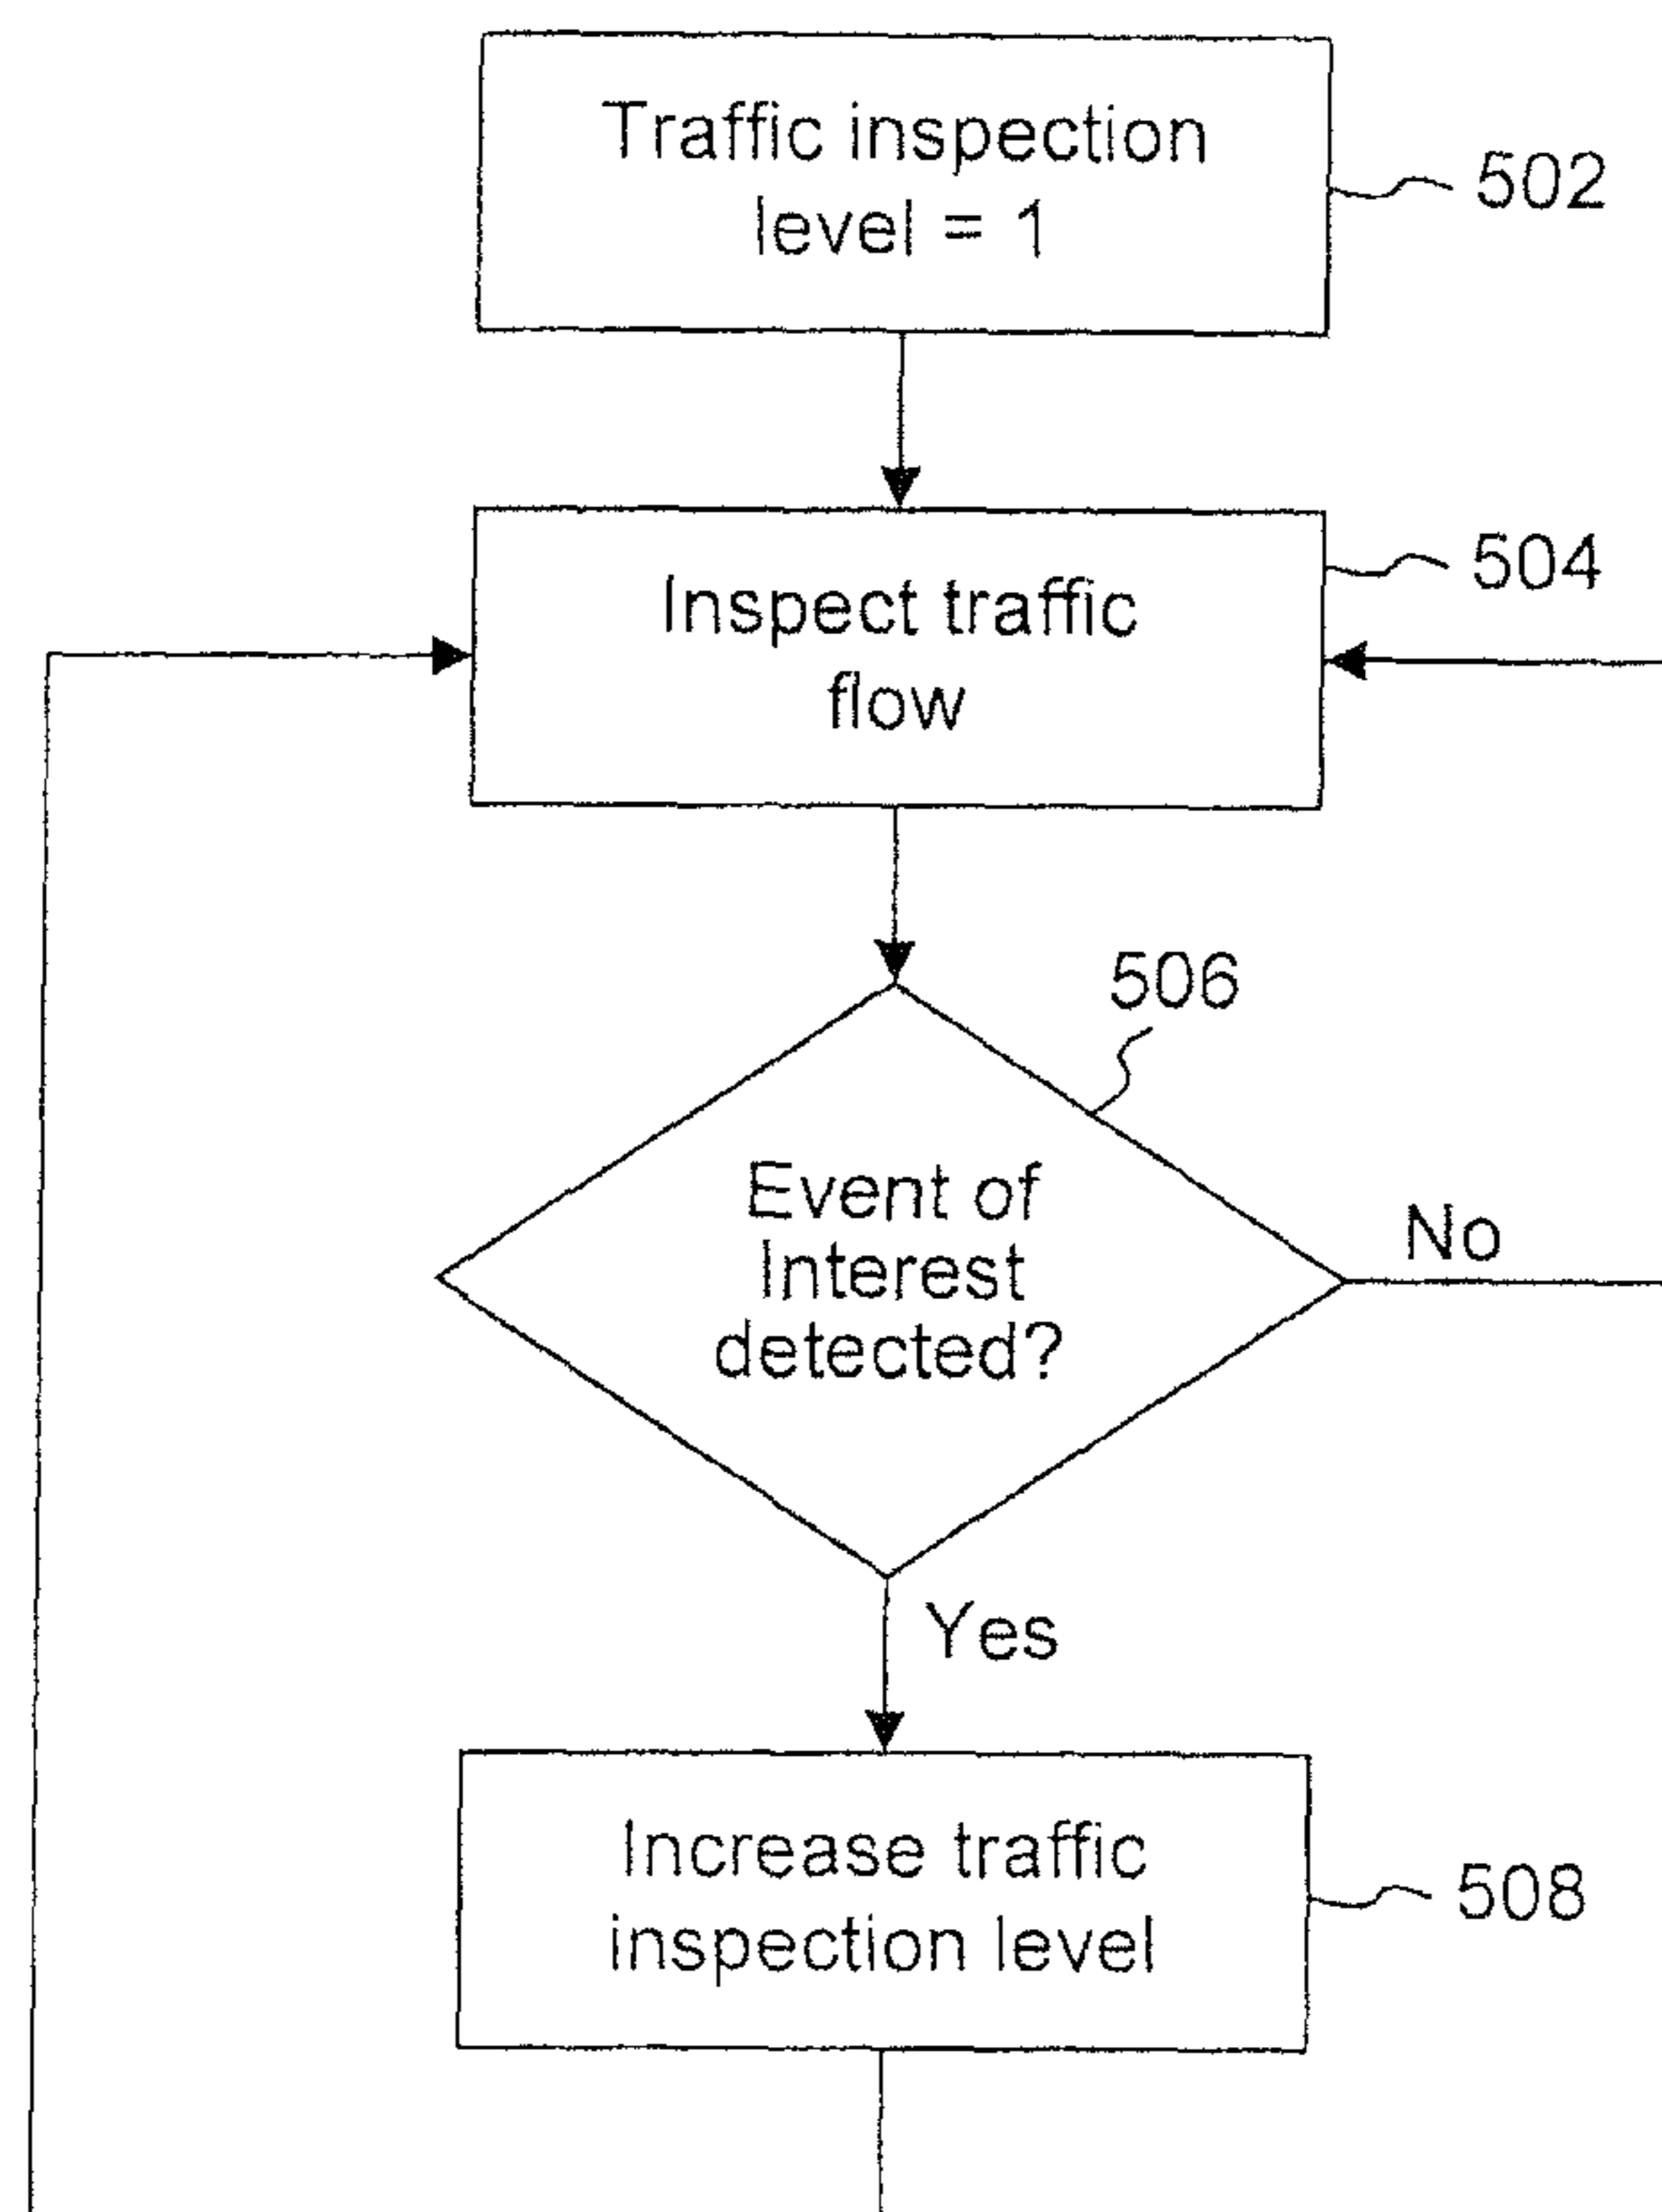 Traffic inspection
level = 1
502
504
Inspect traffic
flow
506
Event of
Interest
detected?
No
Yes
Increase traffic
inspection level
508